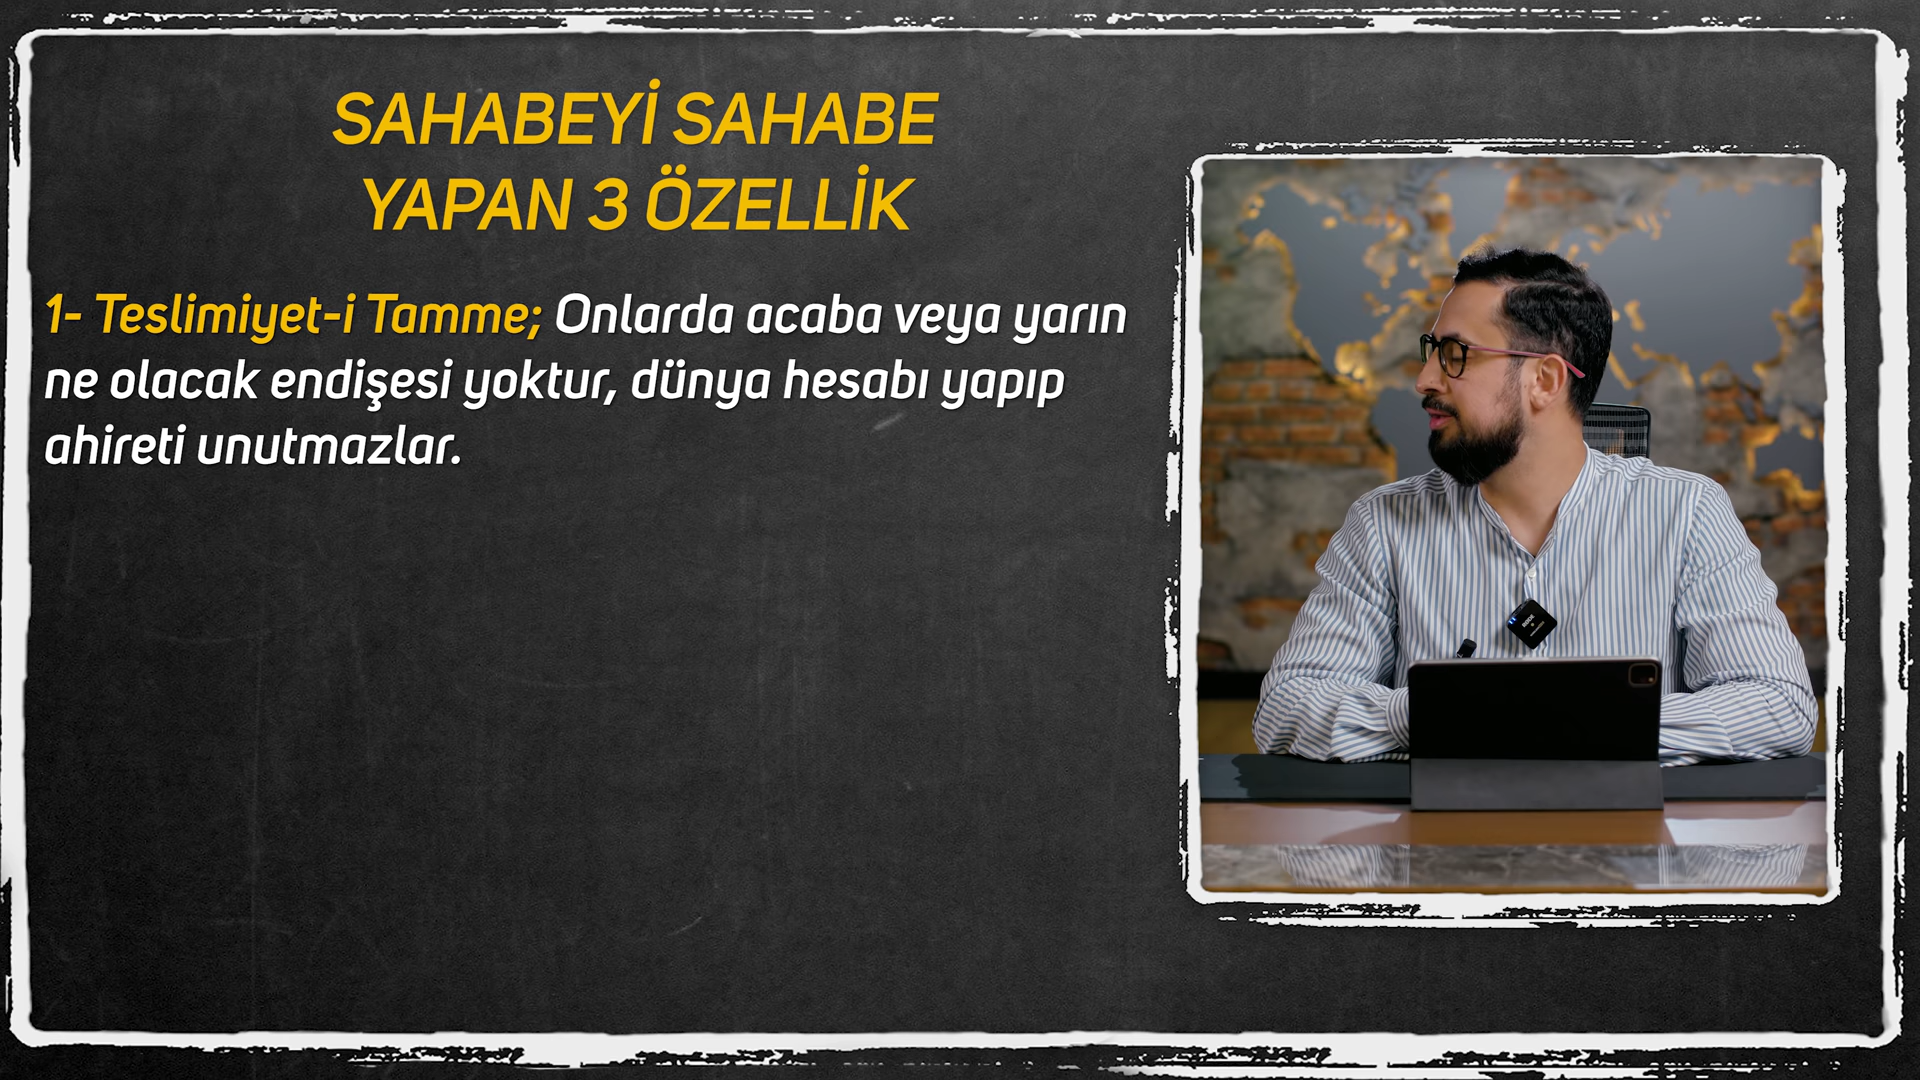 SAHABEYİ SAHABE
YAPAN 3 ÖZELLİK
1- Teslimiyet-i Tamme; Onlarda acaba veya yarın
ne olacak endişesi yoktur, dünya hesabı yapıp
ahireti unutmazlar.